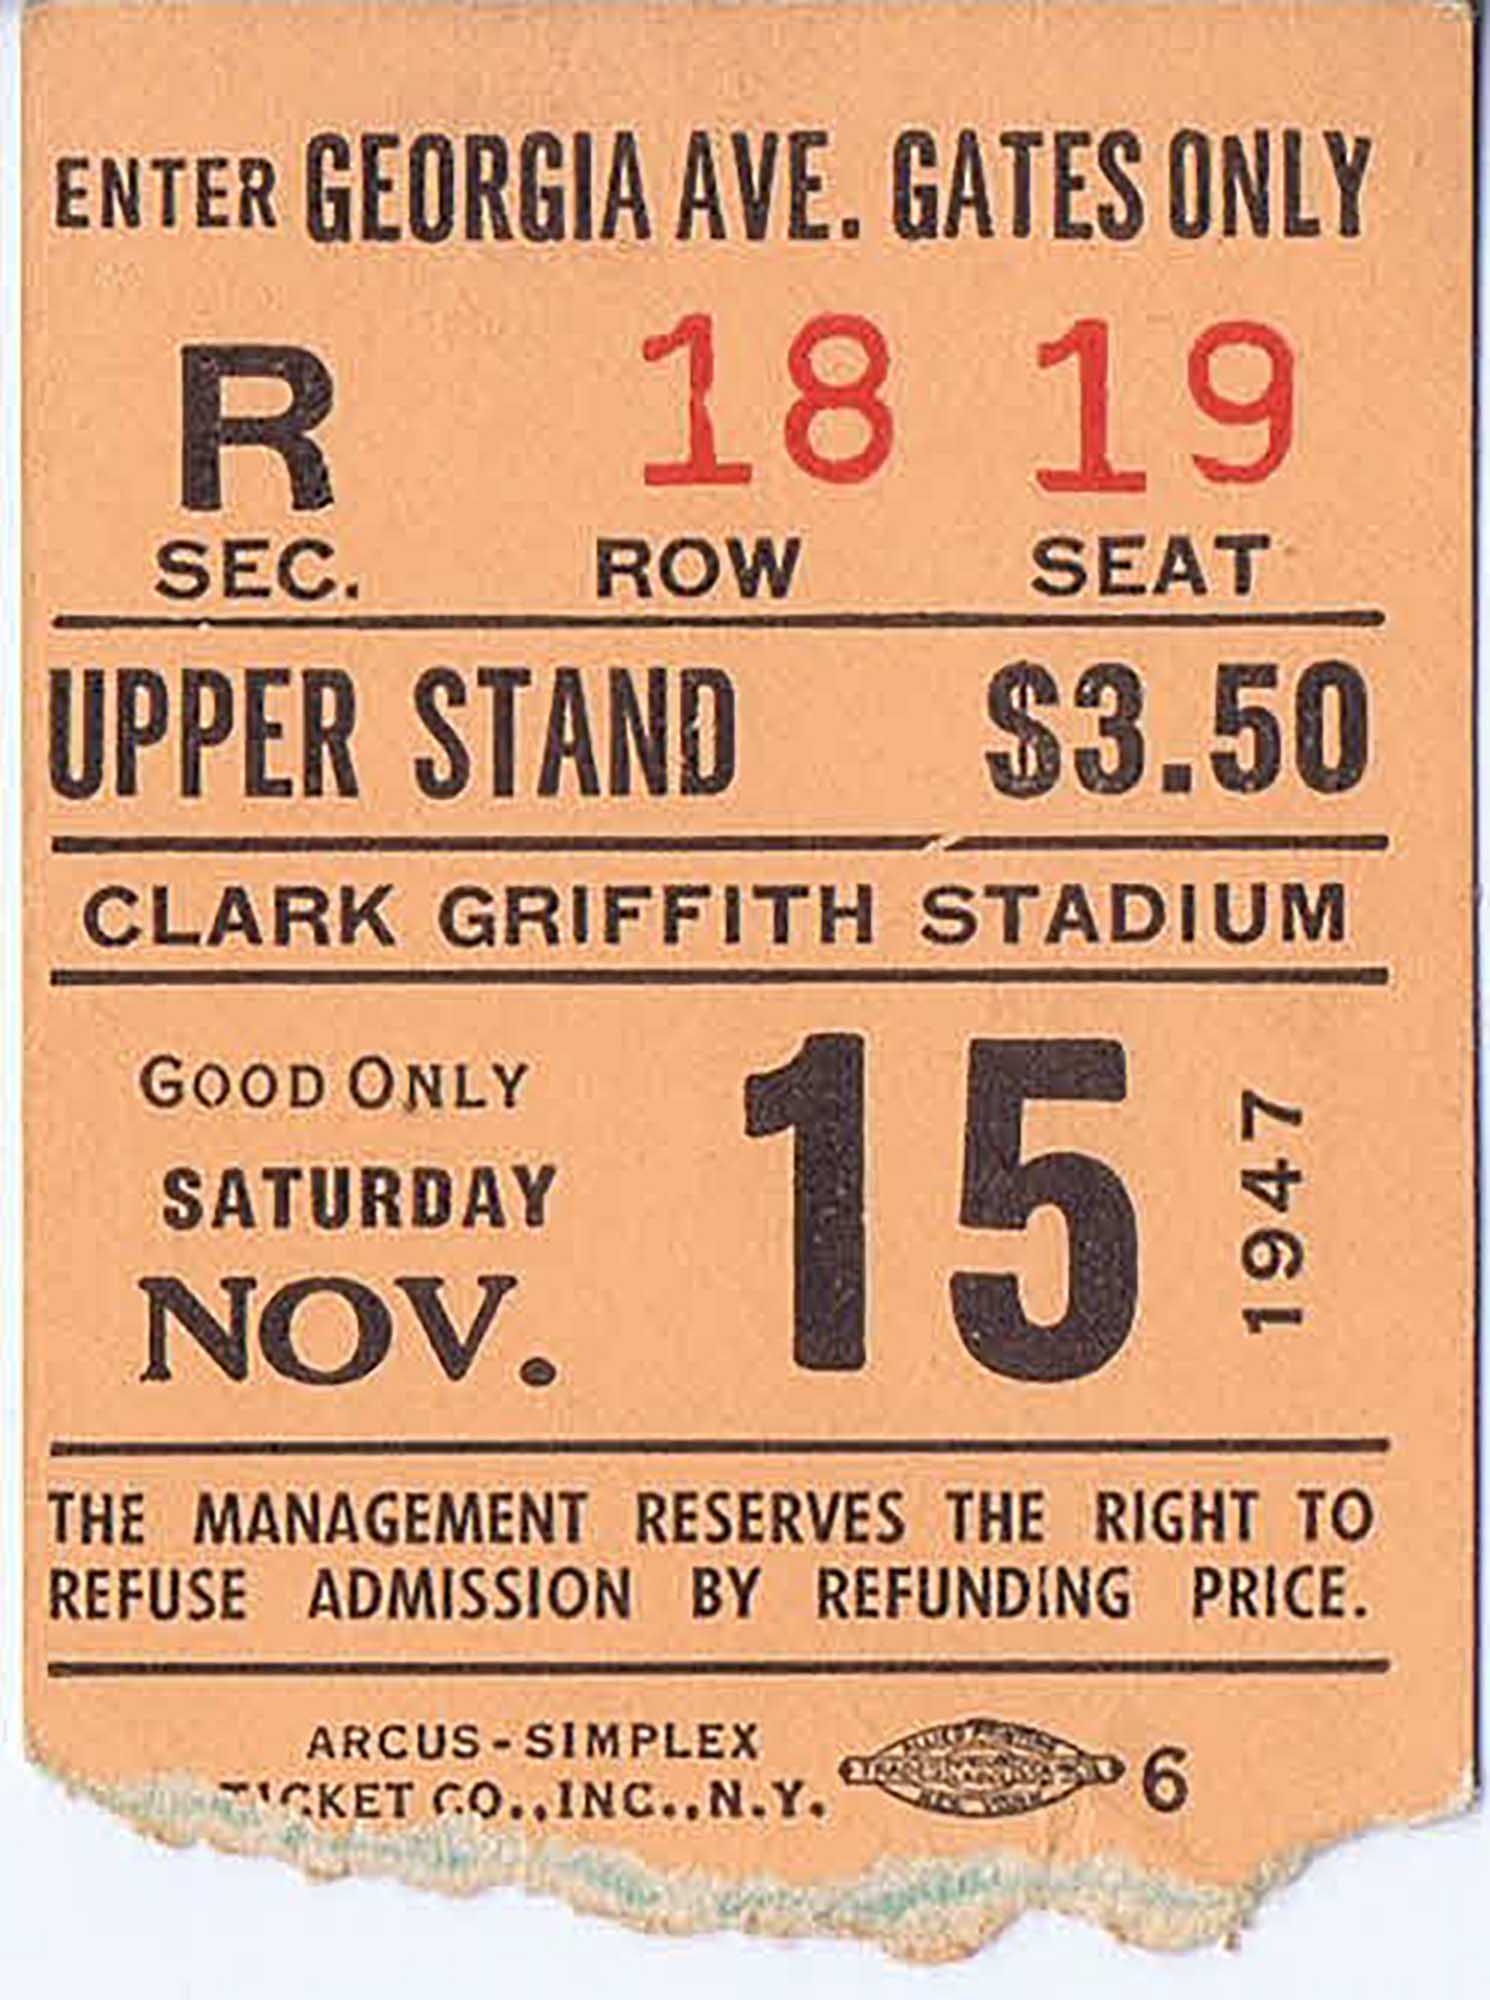 ENTER GEORGIA AVE. GATES ONLY
R 18 19
SEC. ROW SEAT
UPPER STAND $3.50
CLARK GRIFFITH STADIUM
GOOD ONLY
SATURDAY
NOV. 15 1947
THE MANAGEMENT RESERVES THE RIGHT TO
REFUSE ADMISSION BY REFUNDING PRICE.
ARCUS-SIMPLEX
TICKET CO., INC., N.Y. 6